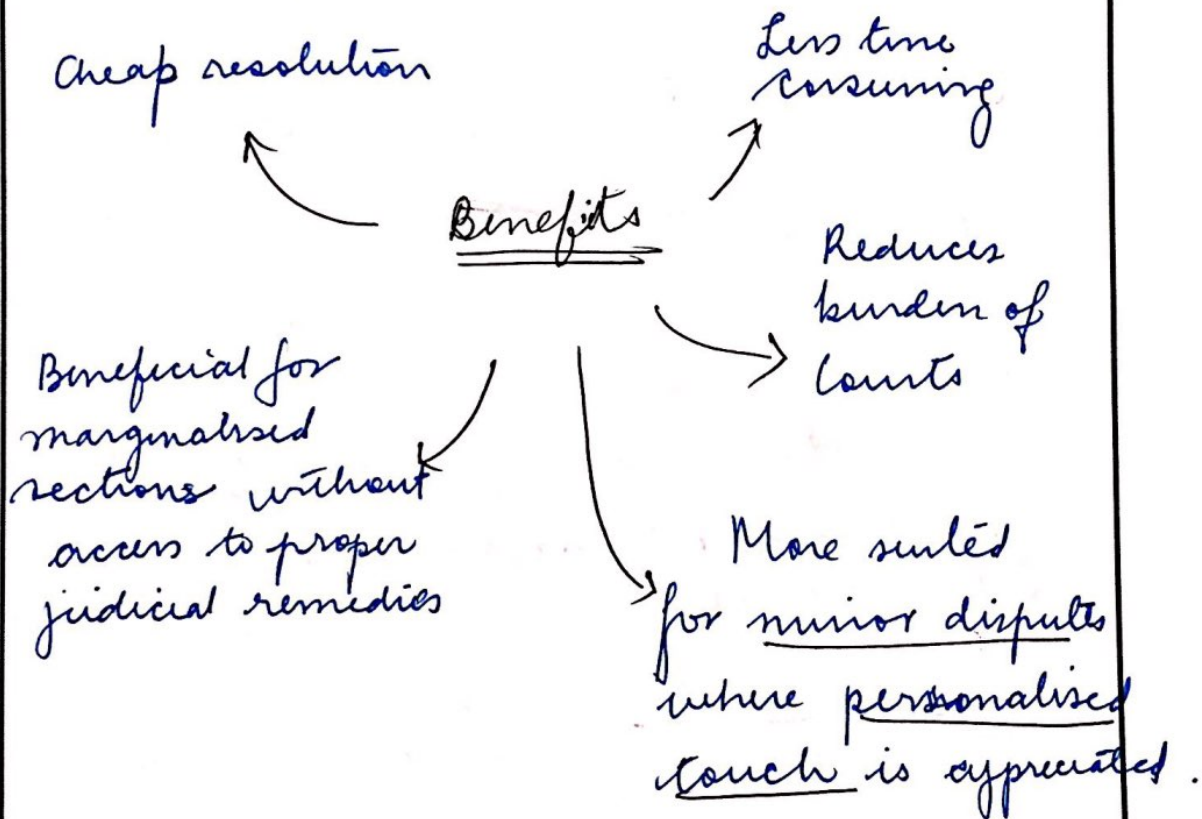 Cheap resolution
Less time
consuming
Benefits
Reduces
burden of
Courts
Beneficial for
marginalised
sections without
access to proper
judicial remedies
More suited
for minor disputes
where personalised
touch is appreciated.